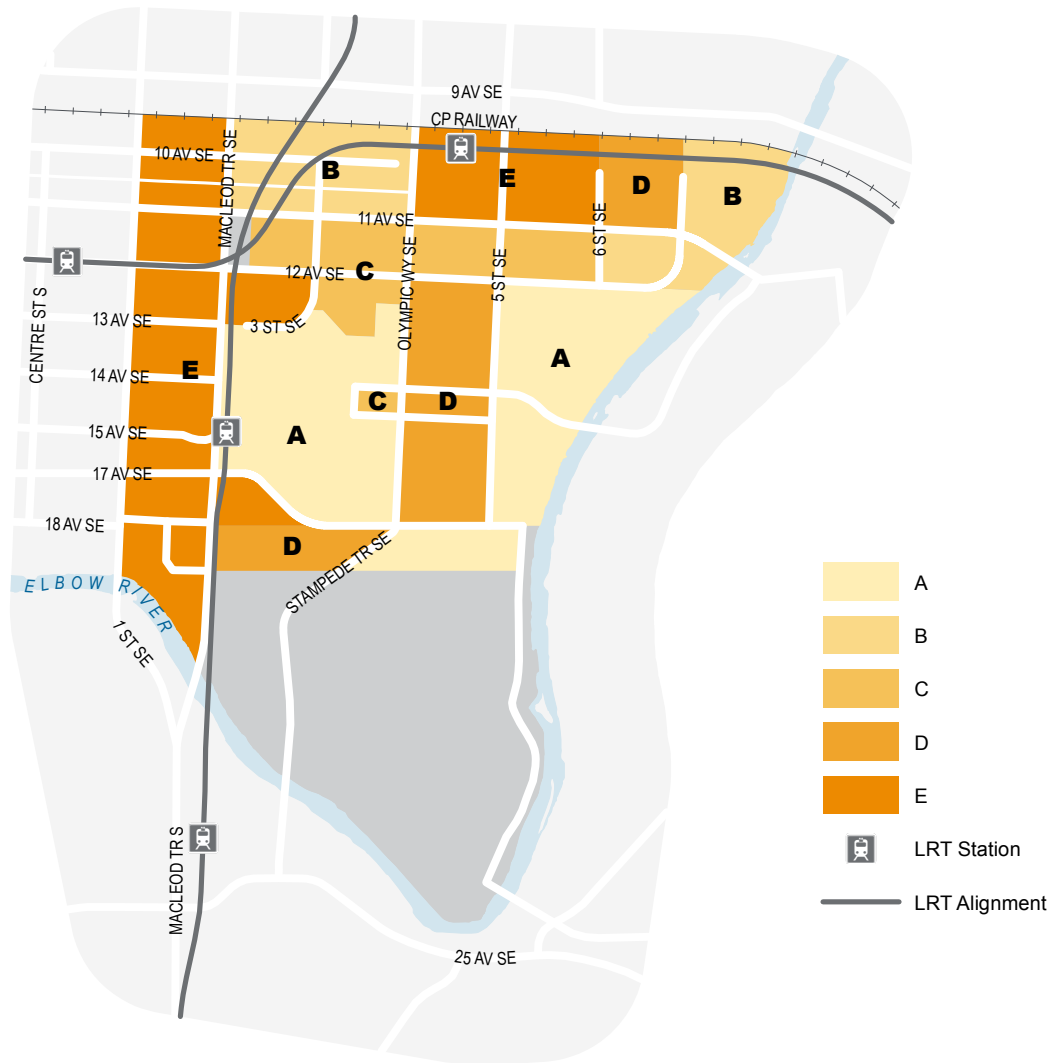 9 AV SE
CP RAILWAY
10 AV SE
MACLEOD TR SE
B
E
D
B
11 AV SE
6 ST SE
OLYMPIC WY SE
5 ST SE
12 AV SE
C
CENTRE ST S
13 AV SE
3 ST SE
14 AV SE
E
A
C
D
15 AV SE
A
17 AV SE
18 AV SE
D
STAMPEDE TR SE
ELBOW RIVER
1 ST SE
MACLEOD TR S
25 AV SE
A
B
C
D
E
LRT Station
LRT Alignment